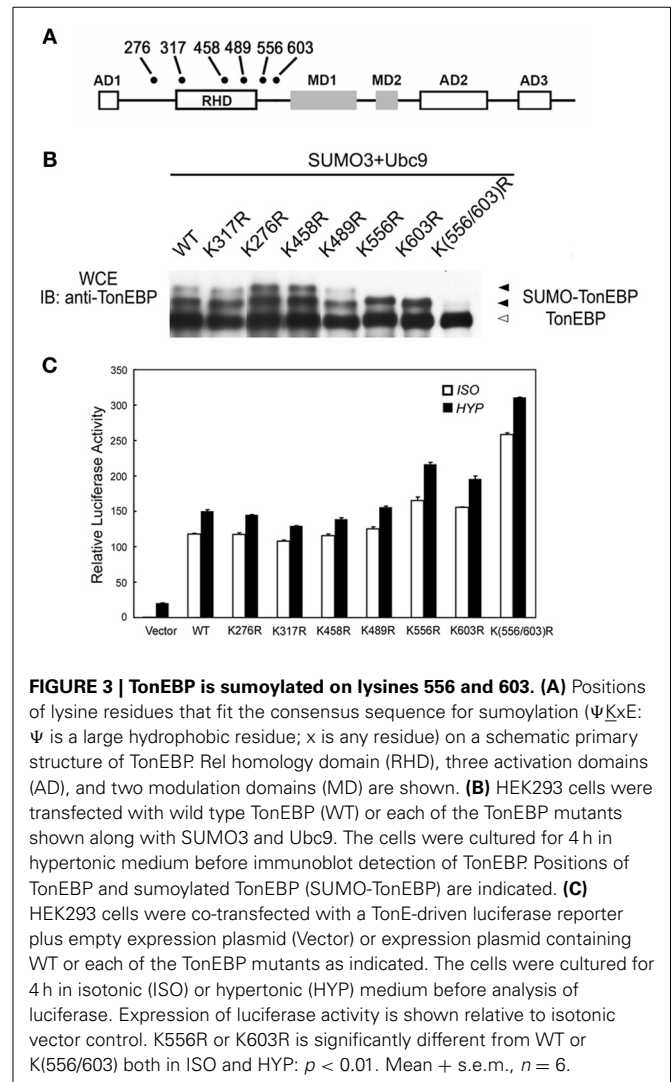 A
276 317 458 489 556 603
AD1 RHD MD1 MD2 AD2 AD3
B
SUMO3+Ubc9
WT K317R K276R K458R K489R K556R K603R K(556/603)R
WCE
IB: anti-TonEBP
SUMO-TonEBP
TonEBP
C
Relative Luciferase Activity
350
300
250
200
150
100
50
0
ISO
HYP
Vector WT K276R K317R K458R K489R K556R K603R K(556/603)R
FIGURE 3 | TonEBP is sumoylated on lysines 556 and 603. (A) Positions
of lysine residues that fit the consensus sequence for sumoylation (ΨKxE:
Ψ is a large hydrophobic residue; x is any residue) on a schematic primary
structure of TonEBP. Rel homology domain (RHD), three activation domains
(AD), and two modulation domains (MD) are shown. (B) HEK293 cells were
transfected with wild type TonEBP (WT) or each of the TonEBP mutants
shown along with SUMO3 and Ubc9. The cells were cultured for 4 h in
hypertonic medium before immunoblot detection of TonEBP. Positions of
TonEBP and sumoylated TonEBP (SUMO-TonEBP) are indicated. (C)
HEK293 cells were co-transfected with a TonE-driven luciferase reporter
plus empty expression plasmid (Vector) or expression plasmid containing
WT or each of the TonEBP mutants as indicated. The cells were cultured for
4 h in isotonic (ISO) or hypertonic (HYP) medium before analysis of
luciferase. Expression of luciferase activity is shown relative to isotonic
vector control. K556R or K603R is significantly different from WT or
K(556/603) both in ISO and HYP: p < 0.01. Mean + s.e.m., n = 6.